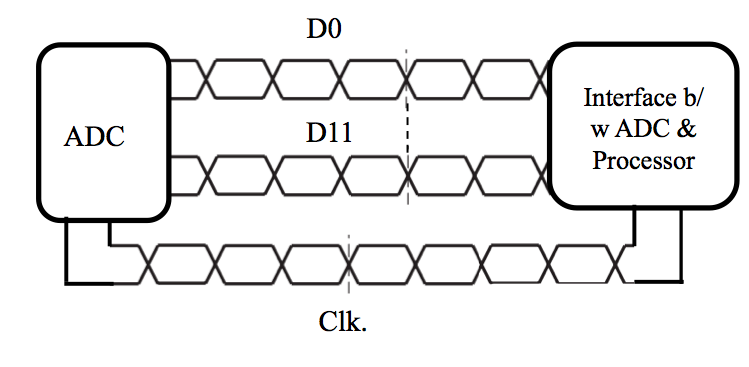 D0
ADC
Interface b/
w ADC &
Processor
D11
Clk.